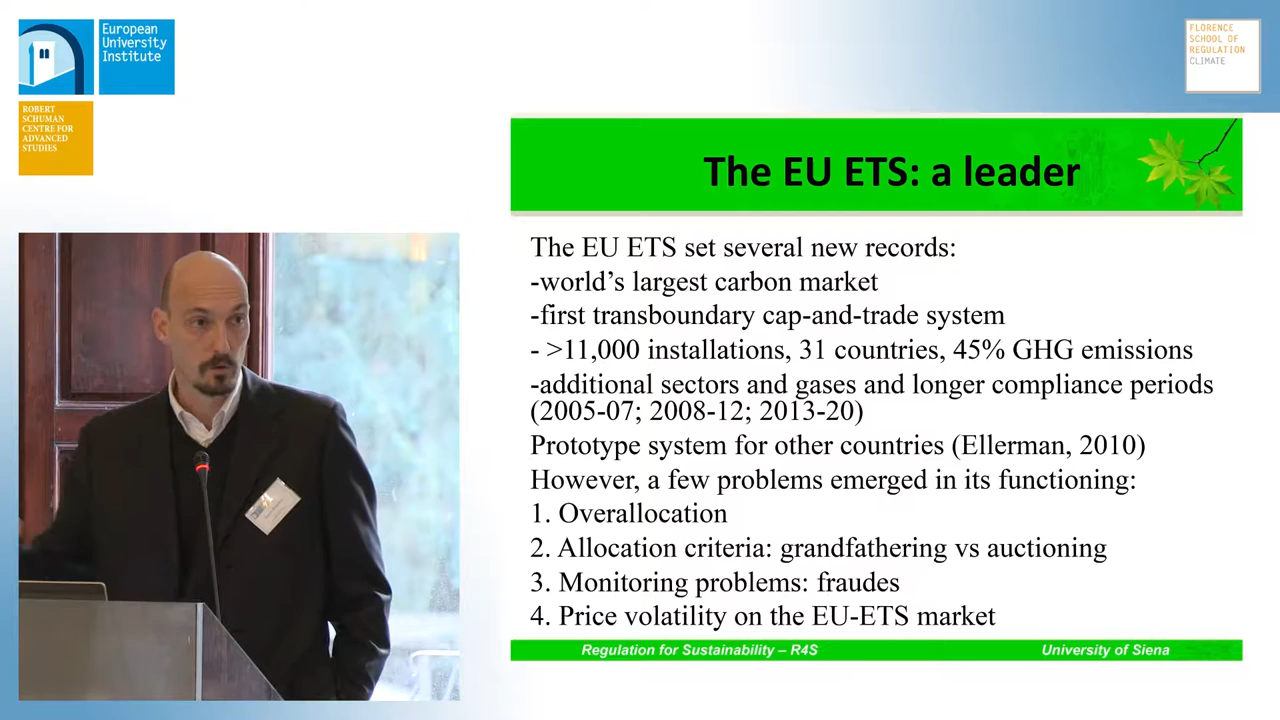 European
University
Institute
ROBERT
SCHUMAN
CENTRE FOR
ADVANCED
STUDIES
FLORENCE
SCHOOL OF
REGULATION
CLIMATE
The EU ETS: a leader
The EU ETS set several new records:
-world’s largest carbon market
-first transboundary cap-and-trade system
- >11,000 installations, 31 countries, 45% GHG emissions
-additional sectors and gases and longer compliance periods
(2005-07; 2008-12; 2013-20)
Prototype system for other countries (Ellerman, 2010)
However, a few problems emerged in its functioning:
1. Overallocation
2. Allocation criteria: grandfathering vs auctioning
3. Monitoring problems: fraudes
4. Price volatility on the EU-ETS market
Regulation for Sustainability – R4S
University of Siena